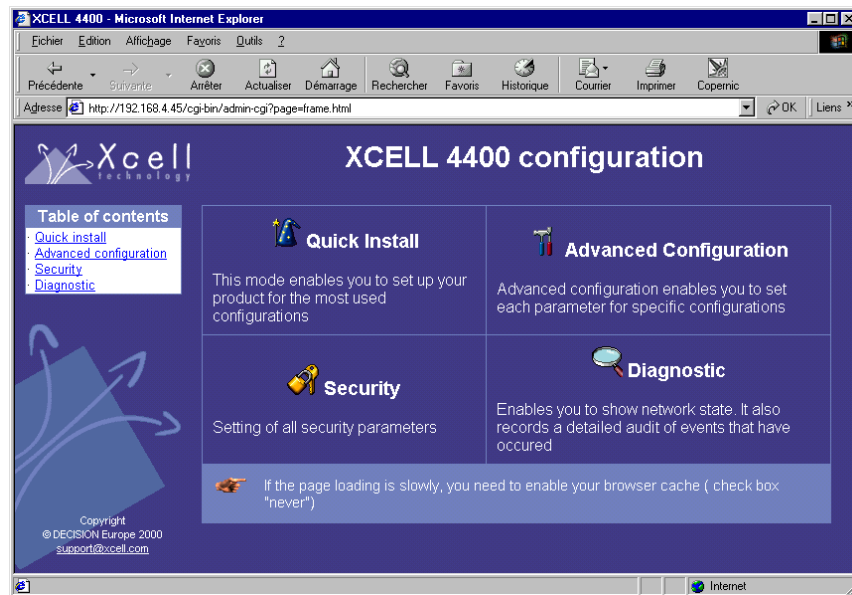 XCELL 4400 - Microsoft Internet Explorer
Eichier Edition Affichage Favoris Outils ?
Précédente Suivante Arrêter Actualiser Démarrage Rechercher Favoris Historique Courrier Imprimer Copernic
Adresse http://192.168.4.45/cgi-bin/admin-cgi?page=frame.html OK Liens »
Xcell
technology
XCELL 4400 configuration
Table of contents
· Quick install
· Advanced configuration
· Security
· Diagnostic
Quick Install
This mode enables you to set up your
product for the most used
configurations
Advanced Configuration
Advanced configuration enables you to set
each parameter for specific configurations
Security
Setting of all security parameters
Diagnostic
Enables you to show network state. It also
records a detailed audit of events that have
occured
If the page loading is slowly, you need to enable your browser cache ( check box
"never")
Copyright
© DECISION Europe 2000
support@xcell.com
Internet